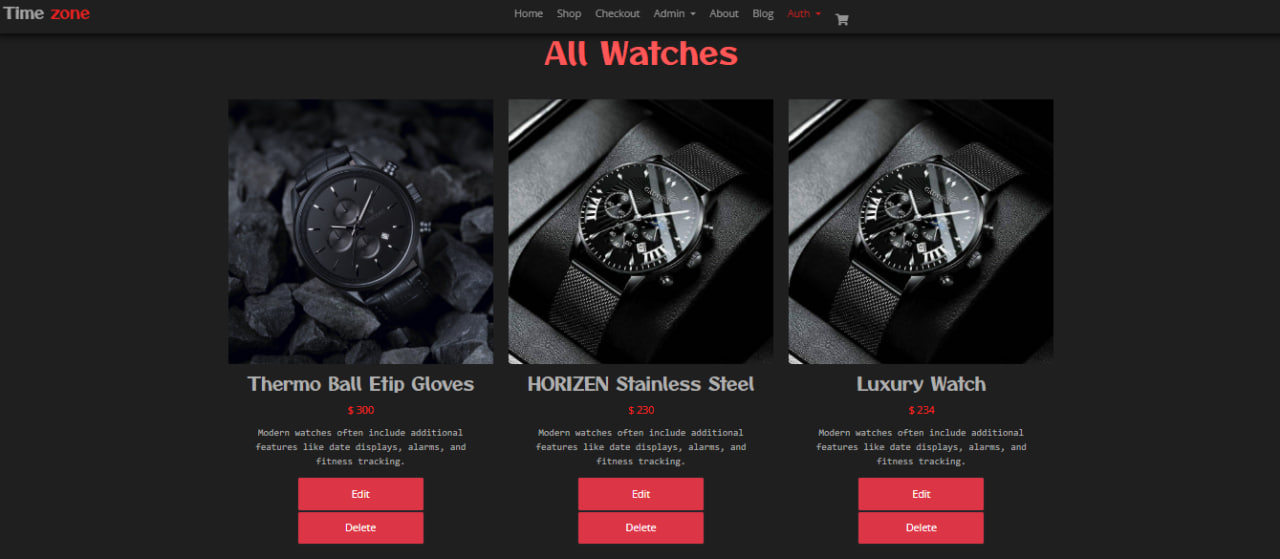 Time zone
Home Shop Checkout Admin About Blog Auth
All Watches
Thermo Ball Etip Gloves
$ 300
Modern watches often include additional
features like date displays, alarms, and
fitness tracking.
Edit
Delete
HORIZEN Stainless Steel
$ 230
Modern watches often include additional
features like date displays, alarms, and
fitness tracking.
Edit
Delete
Luxury Watch
$ 234
Modern watches often include additional
features like date displays, alarms, and
fitness tracking.
Edit
Delete